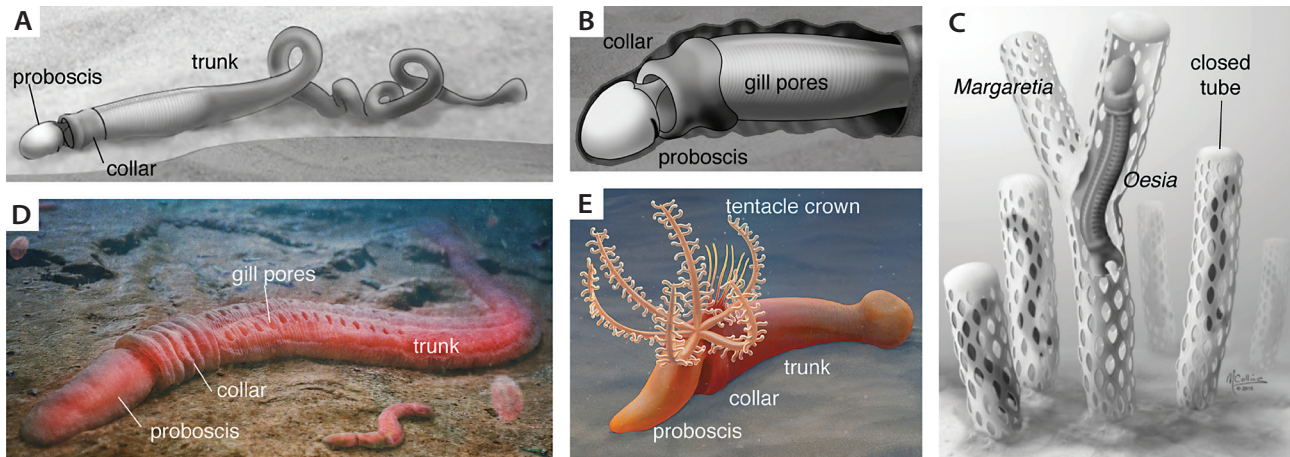 A
proboscis
trunk
collar
B
collar
gill pores
proboscis
C
Margaretia
closed
tube
Oesia
© 2015
D
gill pores
trunk
collar
proboscis
E
tentacle crown
trunk
collar
proboscis